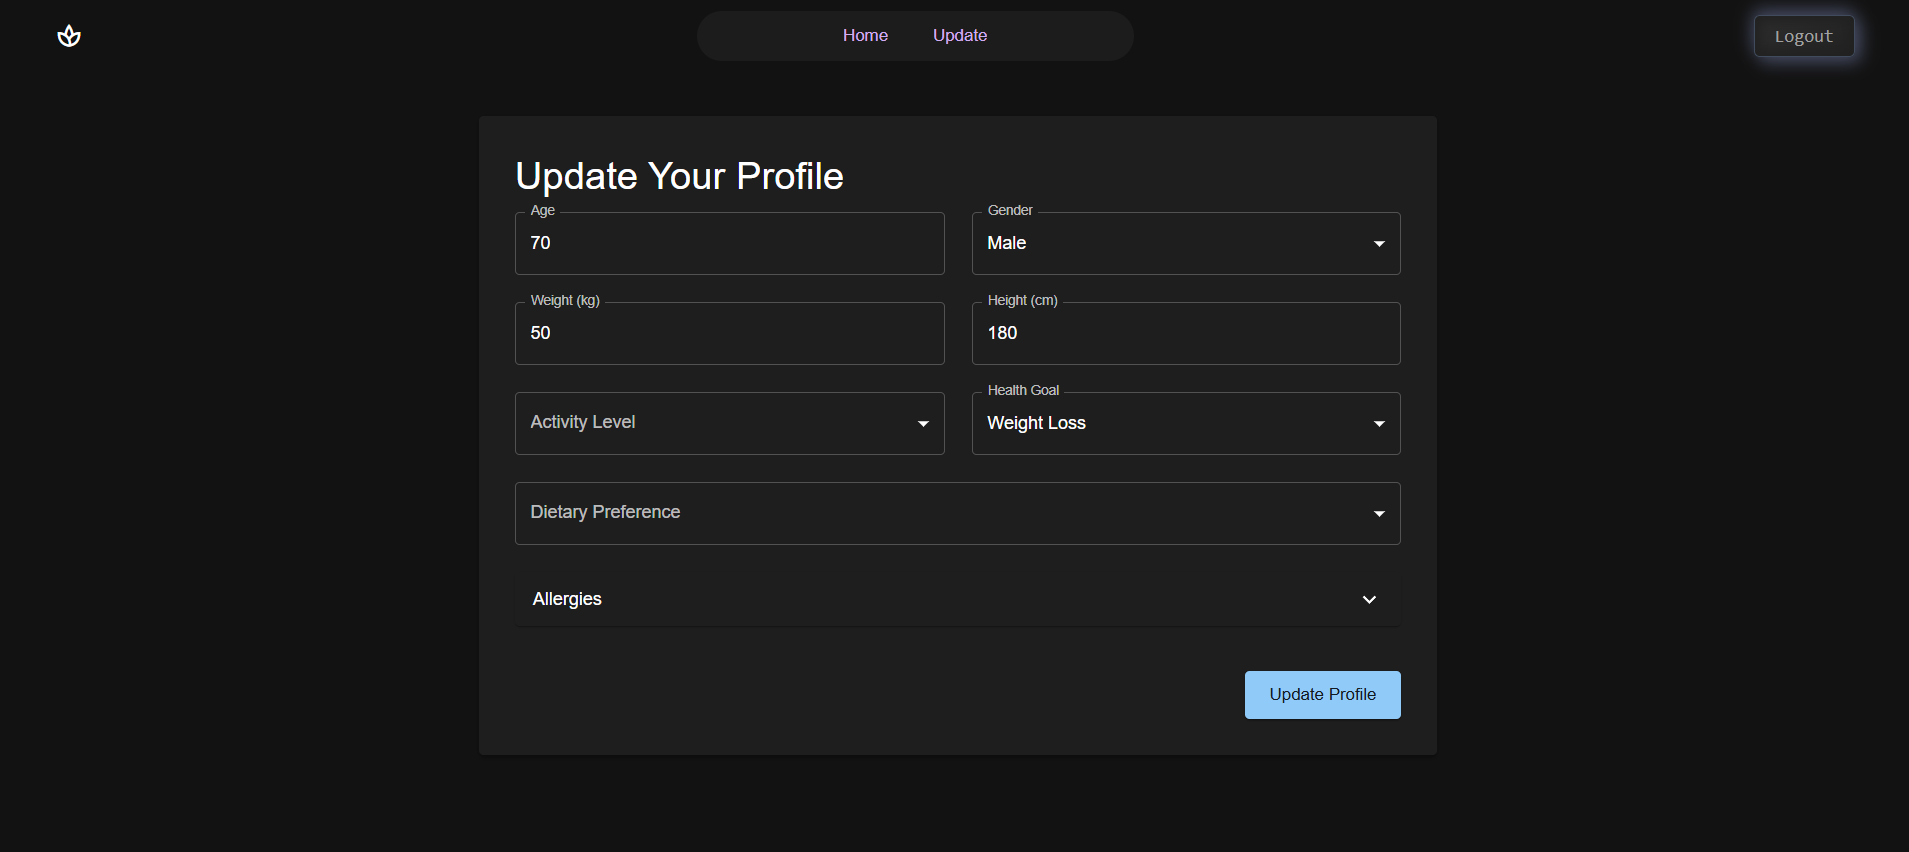 Home
Update
Logout
Update Your Profile
Age
70
Gender
Male
Weight (kg)
50
Height (cm)
180
Activity Level
Health Goal
Weight Loss
Dietary Preference
Allergies
Update Profile